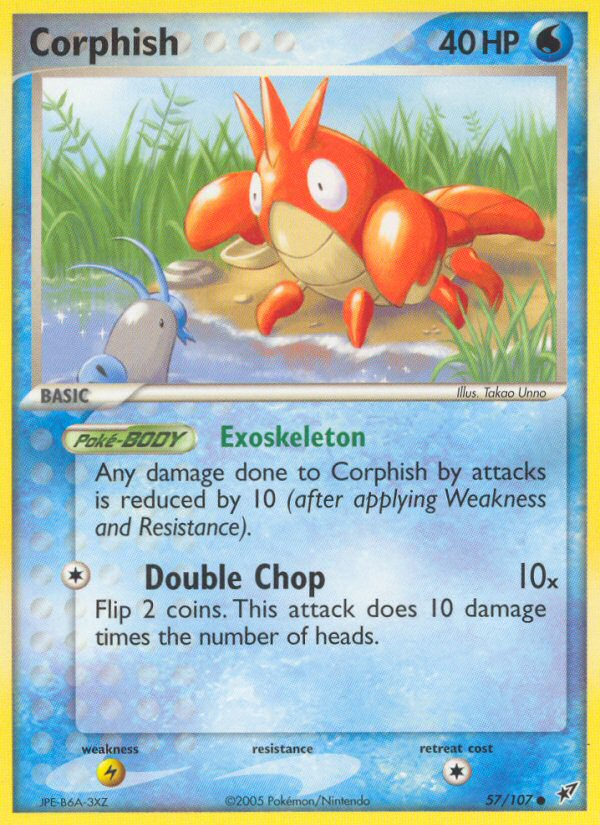 Corphish
40 HP
BASIC
Illus. Takao Unno
Poké-BODY Exoskeleton
Any damage done to Corphish by attacks
is reduced by 10 (after applying Weakness
and Resistance).
Double Chop 10x
Flip 2 coins. This attack does 10 damage
times the number of heads.
weakness resistance retreat cost
JPE-B6A-3XZ ©2005 Pokémon/Nintendo 57/107